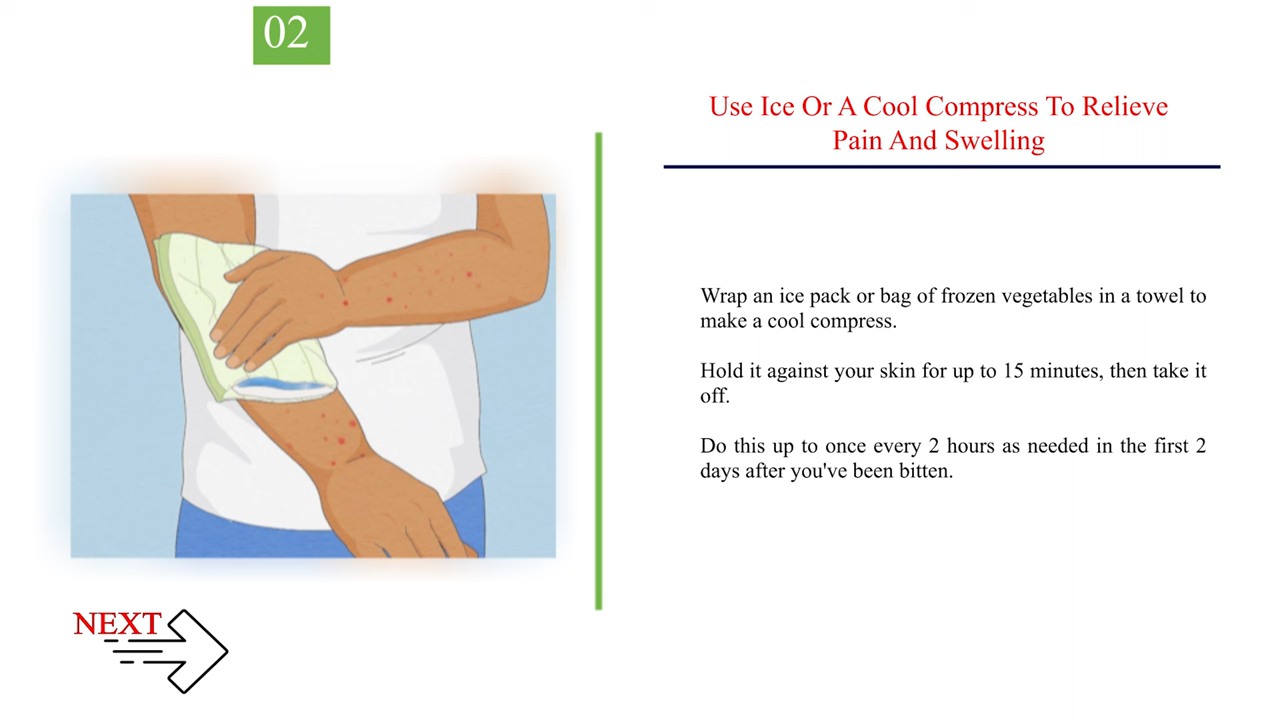 02
Use Ice Or A Cool Compress To Relieve
Pain And Swelling
Wrap an ice pack or bag of frozen vegetables in a towel to
make a cool compress.
Hold it against your skin for up to 15 minutes, then take it
off.
Do this up to once every 2 hours as needed in the first 2
days after you've been bitten.
NEXT